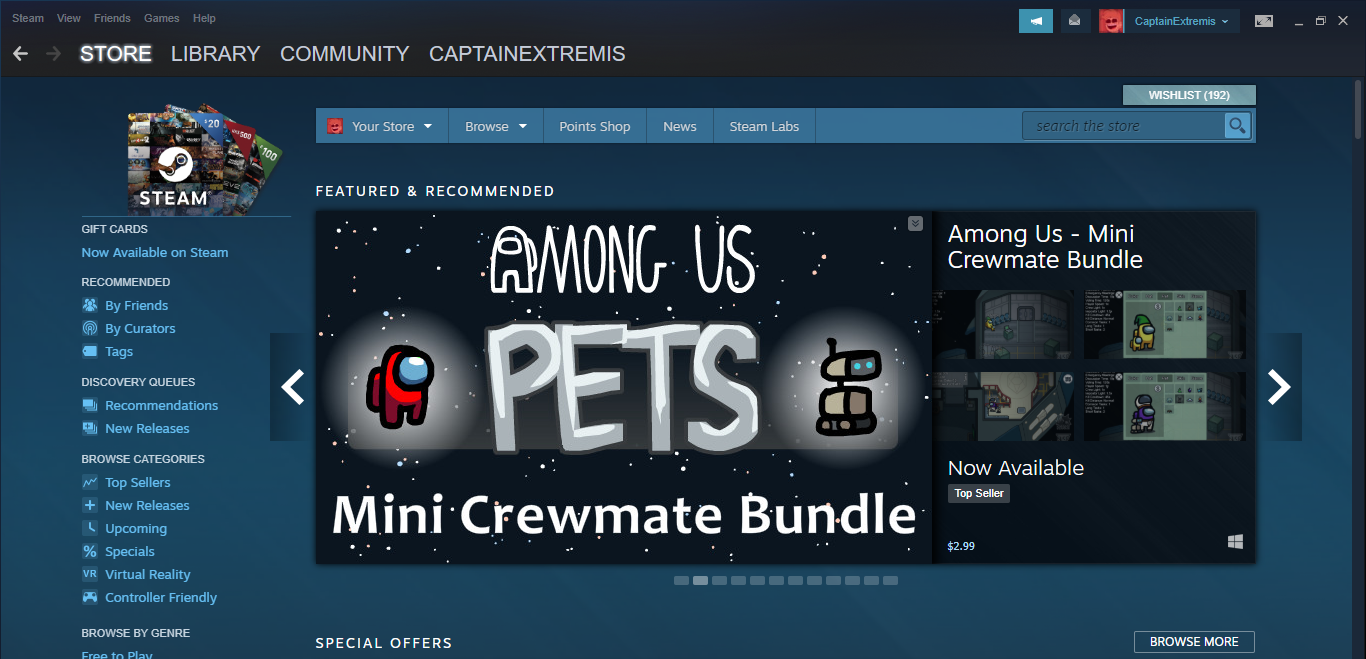 Steam View Friends Games Help
CaptainExtremis
STORE LIBRARY COMMUNITY CAPTAINEXTREMIS
WISHLIST (192)
Your Store Browse Points Shop News Steam Labs
search the store
$20
$100
STEAM
GIFT CARDS
Now Available on Steam
RECOMMENDED
By Friends
By Curators
Tags
DISCOVERY QUEUES
Recommendations
New Releases
BROWSE CATEGORIES
Top Sellers
New Releases
Upcoming
Specials
VR Virtual Reality
Controller Friendly
BROWSE BY GENRE
Free to Play
FEATURED & RECOMMENDED
AMONG US
PETS
Mini Crewmate Bundle
Among Us - Mini
Crewmate Bundle
Now Available
Top Seller
$2.99
SPECIAL OFFERS
BROWSE MORE